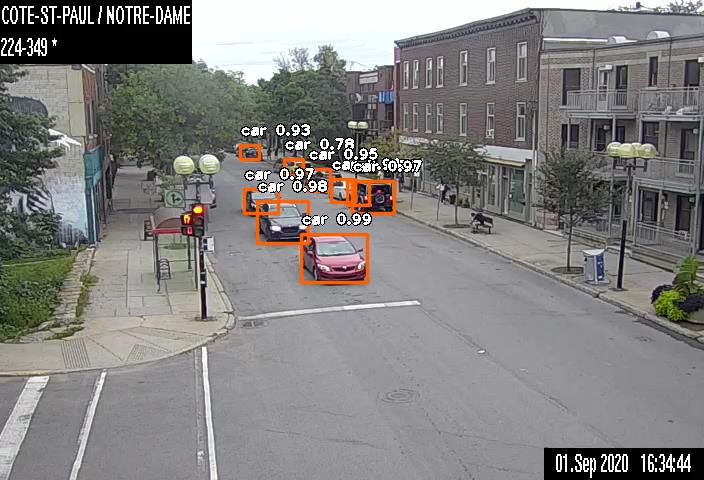 COTE-ST-PAUL / NOTRE-DAME
224-349 *
car 0.93
car 0.78
car 0.95
car 0.97
car 0.97
car 0.98
car 0.99
01.Sep 2020 16:34:44